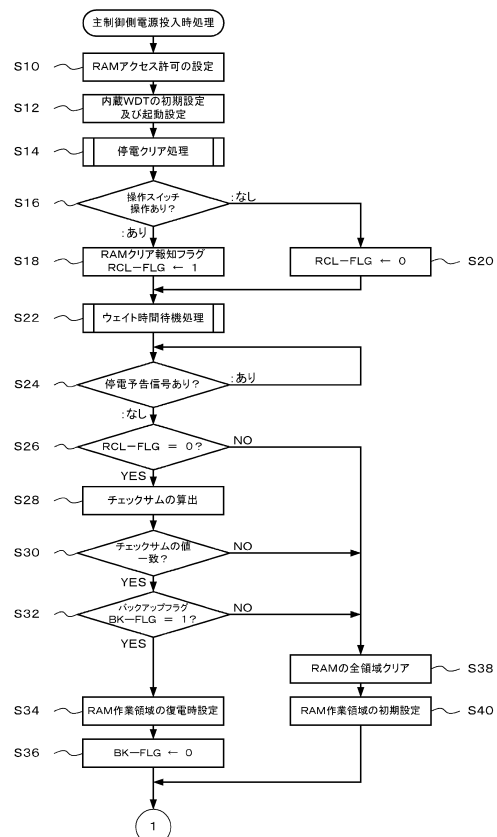 主制御側電源投入時処理
S10
RAMアクセス許可の設定
S12
内蔵WDTの初期設定
及び起動設定
S14
停電クリア処理
S16
操作スイッチ
操作あり?
:なし
:あり
S18
RAMクリア報知フラグ
RCL-FLG ← 1
RCL-FLG ← 0
S20
S22
ウェイト時間待機処理
S24
停電予告信号あり?
:あり
:なし
S26
RCL-FLG = 0?
NO
YES
S28
チェックサムの算出
S30
チェックサムの値
一致?
NO
YES
S32
バックアップフラグ
BK-FLG = 1?
NO
YES
RAMの全領域クリア
S38
S34
RAM作業領域の復電時設定
RAM作業領域の初期設定
S40
S36
BK-FLG ← 0
1